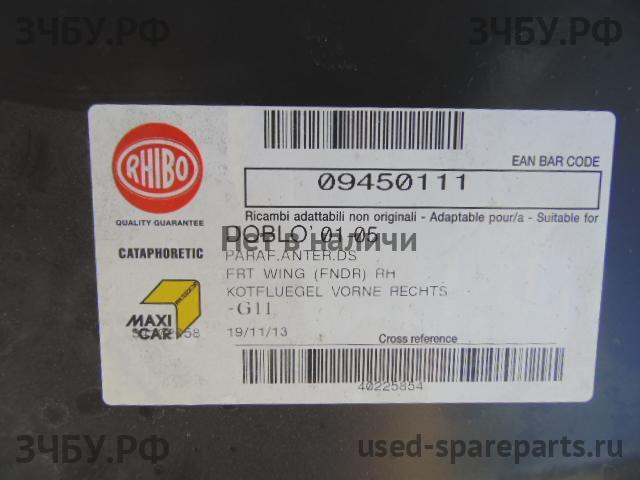 ЗЧБУ.РФ
ЗЧБУ.РФ
RHIBO
QUALITY GUARANTEE
CATAPHORETIC
MAXI
CAR
EAN BAR CODE
09450111
Ricambi adattabili non originali - Adaptable pour/a - Suitable for
DOBLO' 01-05
Нет в наличи
PARAF.ANTER.DS
FRT WING (FNDR) RH
KOTFLUEGEL VORNE RECHTS
-G11
19/11/13
Cross reference
40225854
ЗЧБУ.РФ
used-spareparts.ru